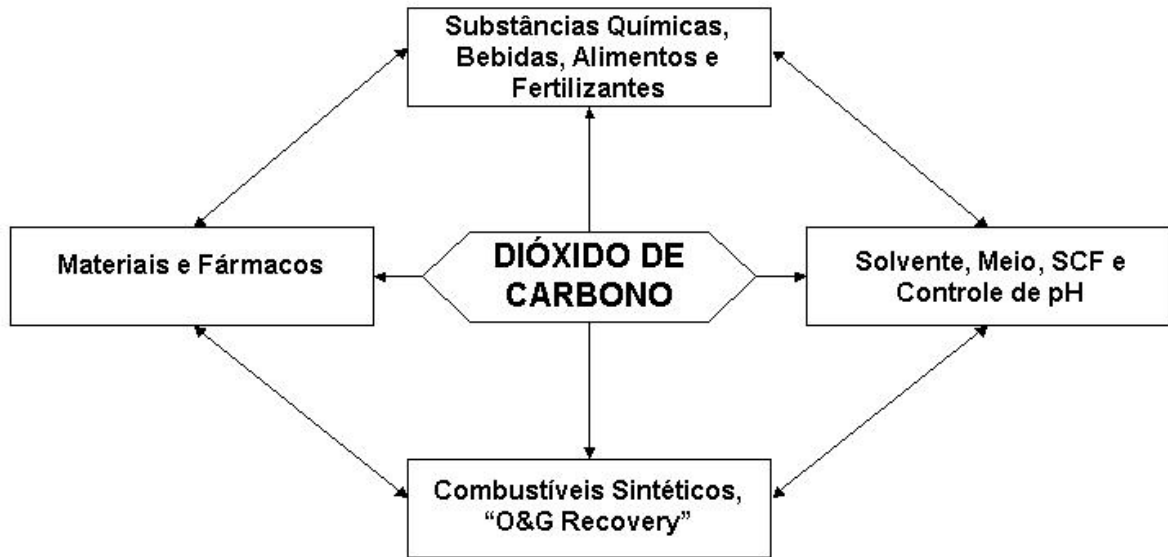 Substâncias Químicas,
Bebidas, Alimentos e
Fertilizantes
Materiais e Fármacos
DIÓXIDO DE
CARBONO
Solvente, Meio, SCF e
Controle de pH
Combustíveis Sintéticos,
“O&G Recovery”